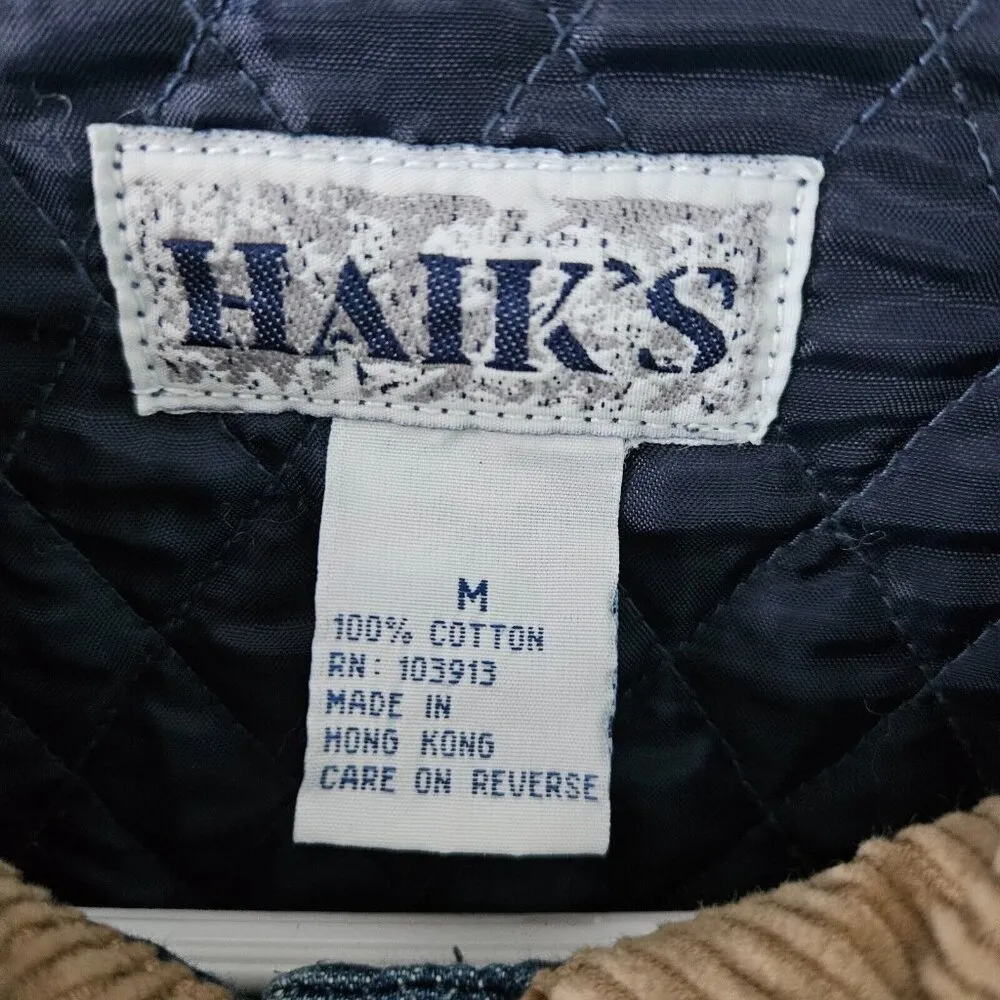 HAIK'S
M
100% COTTON
RN: 103913
MADE IN
HONG KONG
CARE ON REVERSE